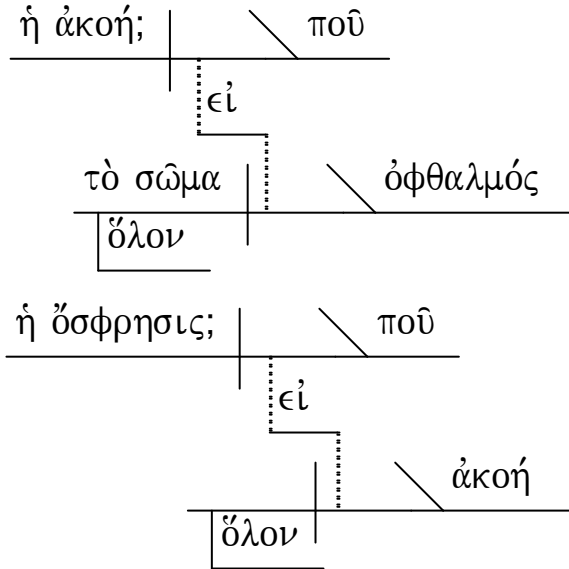 ἡ ἀκοή; ποῦ
εἰ
τὸ σῶμα ὀφθαλμός
ὅλον
ἡ ὄσφρησις; ποῦ
εἰ
ἀκοή
ὅλον